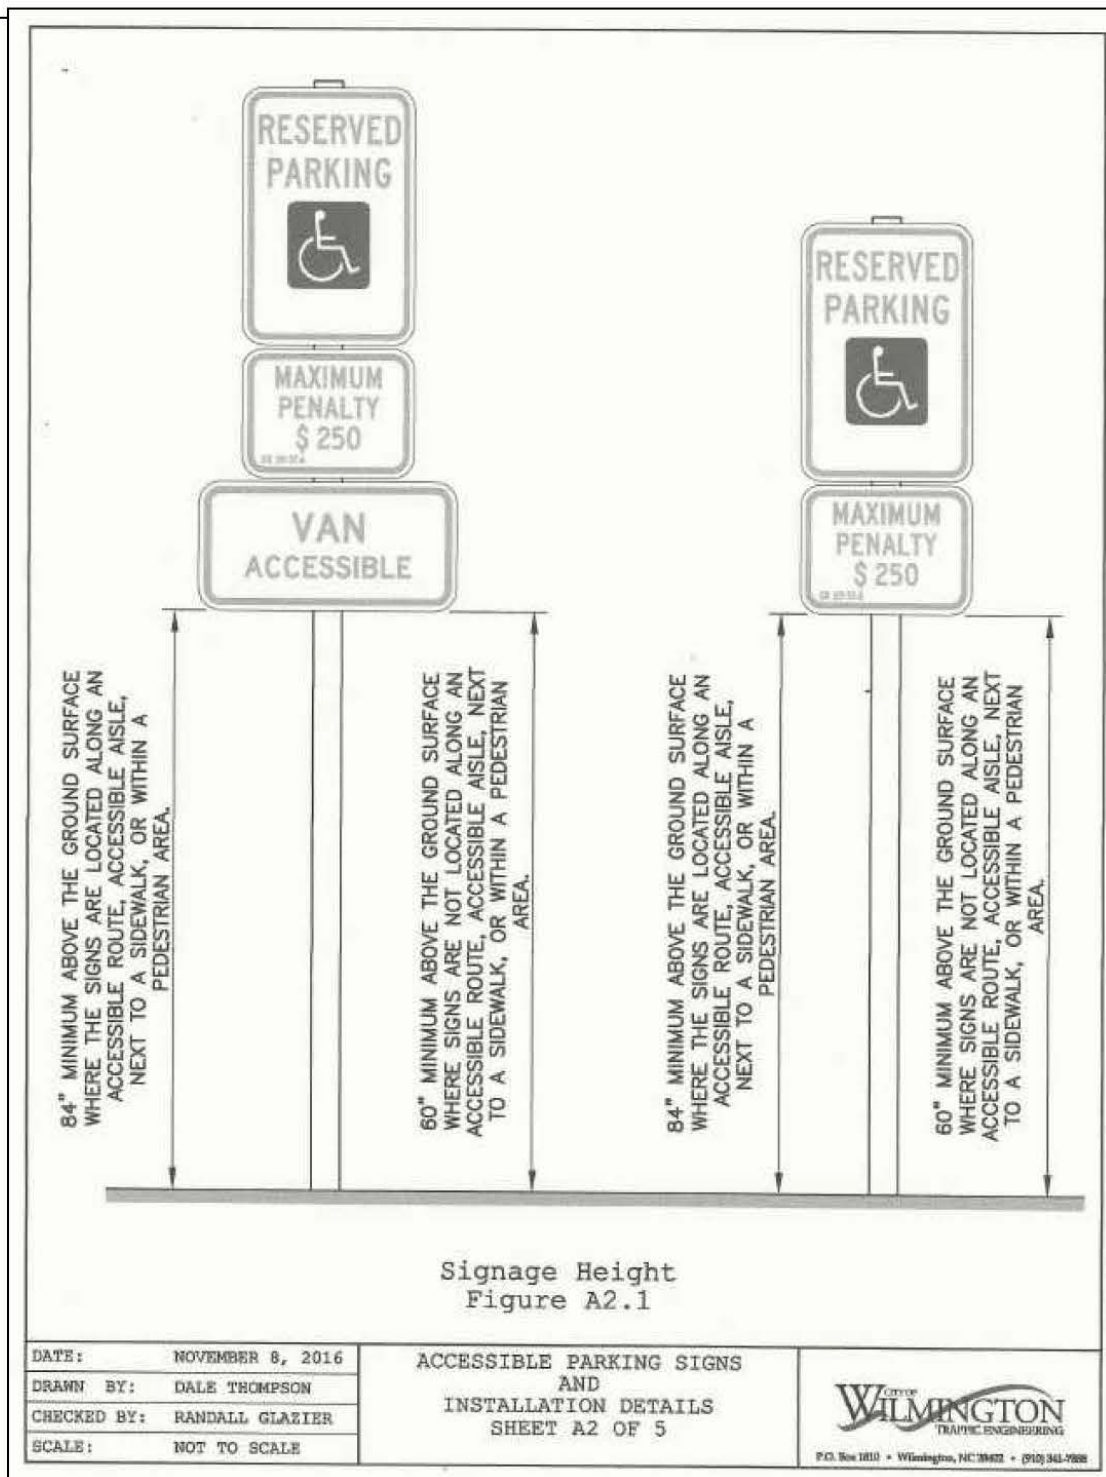 RESERVED
PARKING
MAXIMUM
PENALTY
$ 250
VAN
ACCESSIBLE
RESERVED
PARKING
MAXIMUM
PENALTY
$ 250
84" MINIMUM ABOVE THE GROUND SURFACE
WHERE THE SIGNS ARE LOCATED ALONG AN
ACCESSIBLE ROUTE, ACCESSIBLE AISLE,
NEXT TO A SIDEWALK, OR WITHIN A
PEDESTRIAN AREA.
60" MINIMUM ABOVE THE GROUND SURFACE
WHERE SIGNS ARE NOT LOCATED ALONG AN
ACCESSIBLE ROUTE, ACCESSIBLE AISLE, NEXT
TO A SIDEWALK, OR WITHIN A PEDESTRIAN
AREA.
84" MINIMUM ABOVE THE GROUND SURFACE
WHERE THE SIGNS ARE LOCATED ALONG AN
ACCESSIBLE ROUTE, ACCESSIBLE AISLE,
NEXT TO A SIDEWALK, OR WITHIN A
PEDESTRIAN AREA.
60" MINIMUM ABOVE THE GROUND SURFACE
WHERE SIGNS ARE NOT LOCATED ALONG AN
ACCESSIBLE ROUTE, ACCESSIBLE AISLE, NEXT
TO A SIDEWALK, OR WITHIN A PEDESTRIAN
AREA.
Signage Height
Figure A2.1
DATE: NOVEMBER 8, 2016
DRAWN BY: DALE THOMPSON
CHECKED BY: RANDALL GLAZIER
SCALE: NOT TO SCALE
ACCESSIBLE PARKING SIGNS
AND
INSTALLATION DETAILS
SHEET A2 OF 5
CITY OF
WILMINGTON
TRAFFIC ENGINEERING
P.O. Box 1810 • Wilmington, NC • (910)